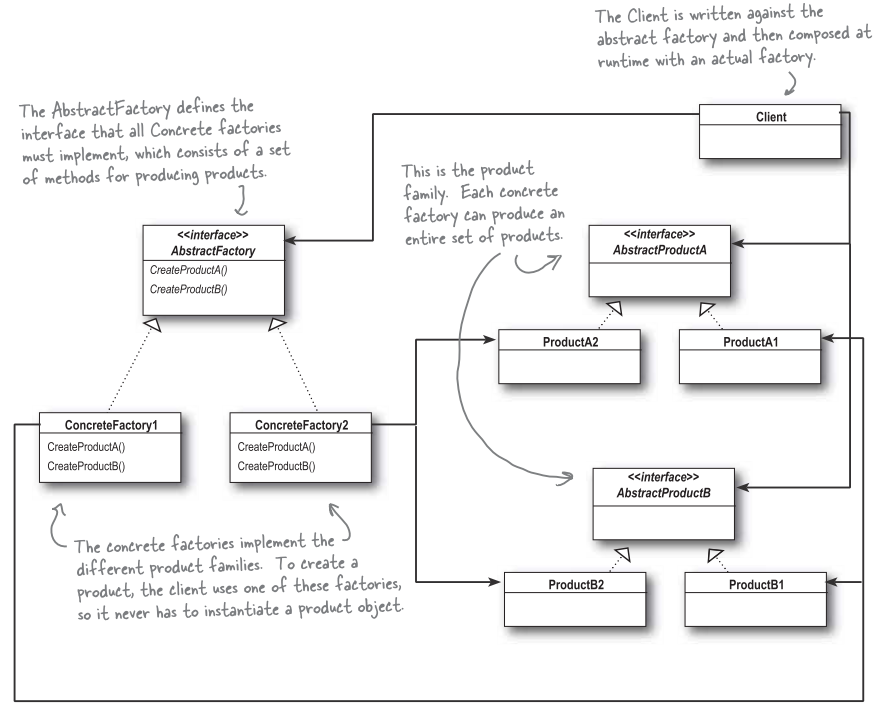 The Client is written against the
abstract factory and then composed at
runtime with an actual factory.
The AbstractFactory defines the
interface that all Concrete factories
must implement, which consists of a set
of methods for producing products.
Client
This is the product
family. Each concrete
factory can produce an
entire set of products.
<<interface>>
AbstractFactory
CreateProductA()
CreateProductB()
<<interface>>
AbstractProductA
ProductA2
ProductA1
ConcreteFactory1
CreateProductA()
CreateProductB()
ConcreteFactory2
CreateProductA()
CreateProductB()
<<interface>>
AbstractProductB
The concrete factories implement the
different product families. To create a
product, the client uses one of these factories,
so it never has to instantiate a product object.
ProductB2
ProductB1